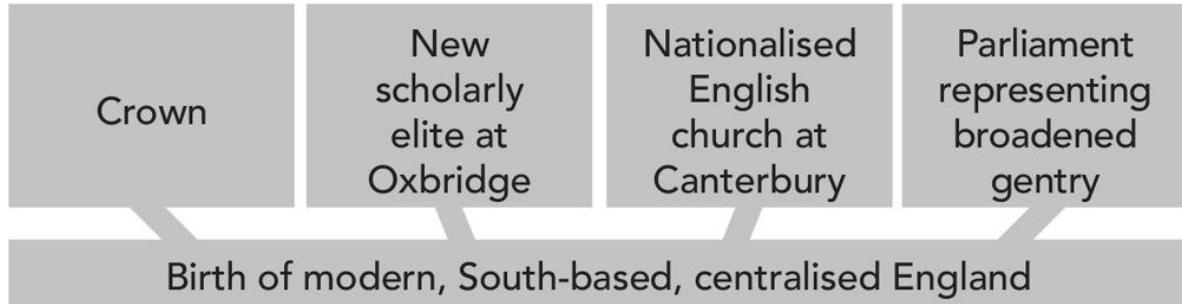 Crown
New
scholarly
elite at
Oxbridge
Nationalised
English
church at
Canterbury
Parliament
representing
broadened
gentry
Birth of modern, South-based, centralised England